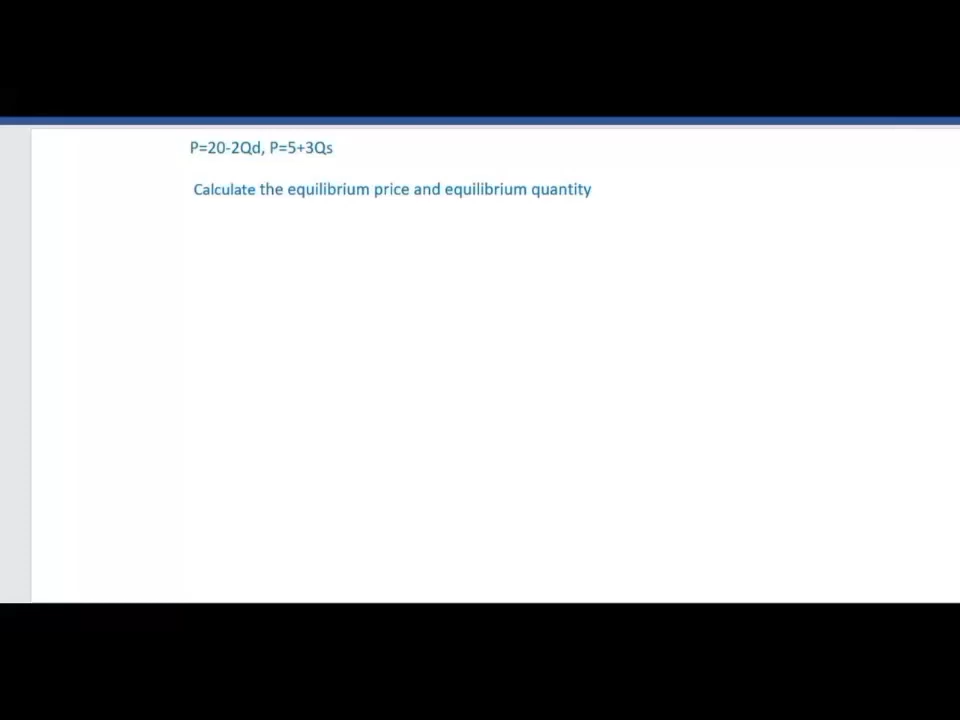 P=20-2Qd, P=5+3Qs
Calculate the equilibrium price and equilibrium quantity